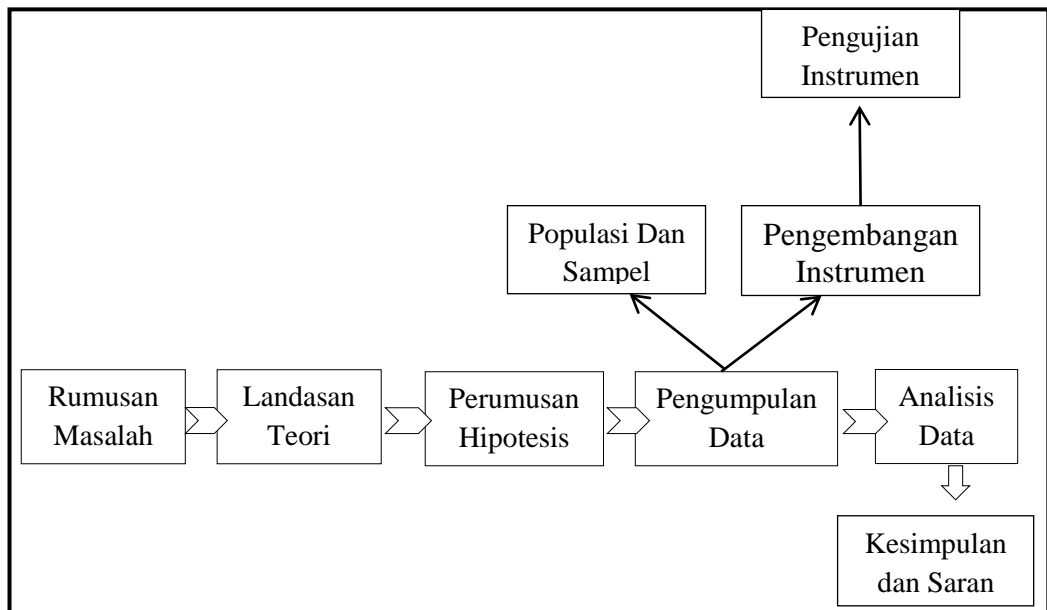 Pengujian
Instrumen
Populasi Dan
Sampel
Pengembangan
Instrumen
Rumusan
Masalah
Landasan
Teori
Perumusan
Hipotesis
Pengumpulan
Data
Analisis
Data
Kesimpulan
dan Saran